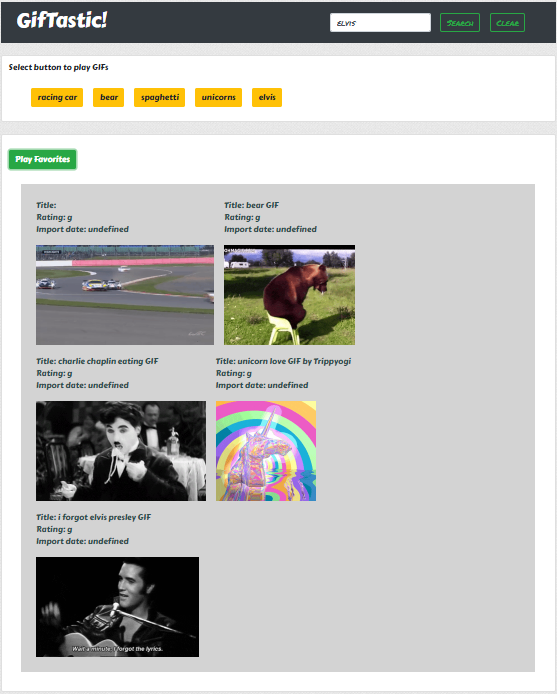 GifTastic!
ELVIS
Search
Clear
Select button to play GIFs
racing car
bear
spaghetti
unicorns
elvis
Play Favorites
Title:
Rating: g
Import date: undefined
Title: bear GIF
Rating: g
Import date: undefined
Title: charlie chaplin eating GIF
Rating: g
Import date: undefined
Title: unicorn love GIF by Trippyogi
Rating: g
Import date: undefined
Title: i forgot elvis presley GIF
Rating: g
Import date: undefined
Wait a minute, I forgot the lyrics.